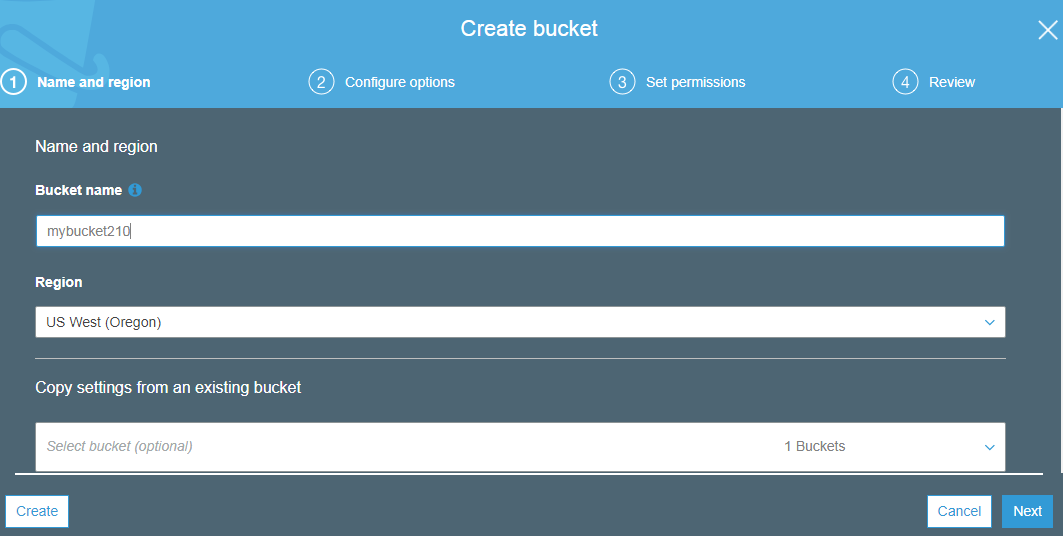 Create bucket
1 Name and region 2 Configure options 3 Set permissions 4 Review
Name and region
Bucket name
mybucket210
Region
US West (Oregon)
Copy settings from an existing bucket
Select bucket (optional) 1 Buckets
Create Cancel Next